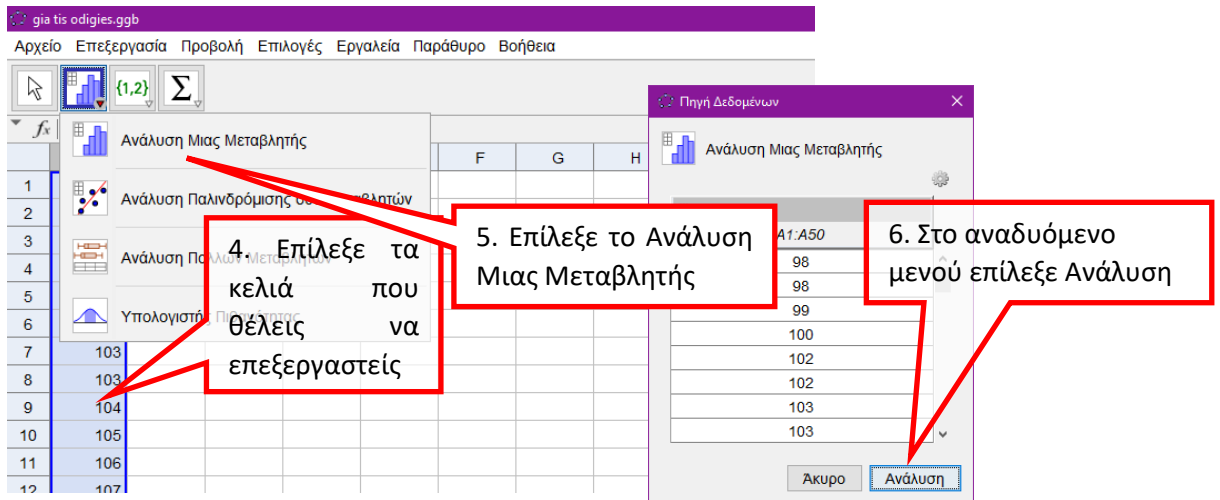 gia tis odigies.ggb
Αρχείο Επεξεργασία Προβολή Επιλογές Εργαλεία Παράθυρο Βοήθεια
{1,2} Σ
fx
Ανάλυση Μιας Μεταβλητής
Ανάλυση Παλινδρόμισης
Ανάλυση Πολλών Μεταβλητών
Υπολογιστής Πιθανότητας
F G H
1
2
3
4
5
6
7 103
8 103
9 104
10 105
11 106
12 107
4. Επίλεξε τα
κελιά που
θέλεις να
επεξεργαστείς
5. Επίλεξε το Ανάλυση
Μιας Μεταβλητής
Πηγή Δεδομένων
Ανάλυση Μιας Μεταβλητής
A1:A50
98
98
99
100
102
102
103
103
Άκυρο Ανάλυση
6. Στο αναδυόμενο
μενού επίλεξε Ανάλυση